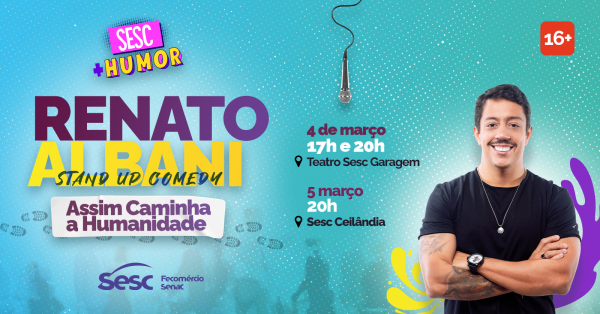 SESC
+HUMOR
RENATO
ALBANI
STAND UP COMEDY
Assim Caminha
a Humanidade
Sesc Fecomércio
Senac
16+
4 de março
17h e 20h
Teatro Sesc Garagem
5 março
20h
Sesc Ceilândia